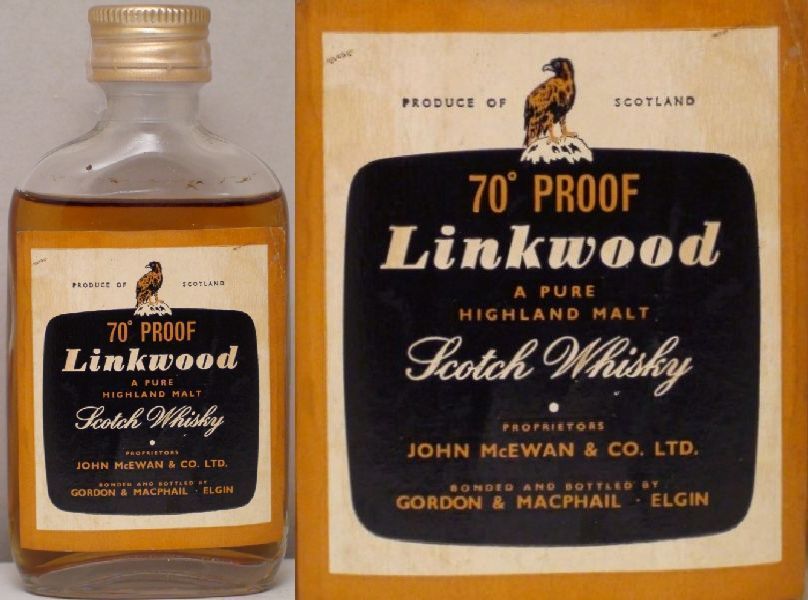 PRODUCE OF SCOTLAND
70° PROOF
Linkwood
A PURE
HIGHLAND MALT
Scotch Whisky
PROPRIETORS
JOHN McEWAN & CO. LTD.
BONDED AND BOTTLED BY
GORDON & MACPHAIL · ELGIN
PRODUCE OF SCOTLAND
70° PROOF
Linkwood
A PURE
HIGHLAND MALT
Scotch Whisky
PROPRIETORS
JOHN McEWAN & CO. LTD.
BONDED AND BOTTLED BY
GORDON & MACPHAIL · ELGIN